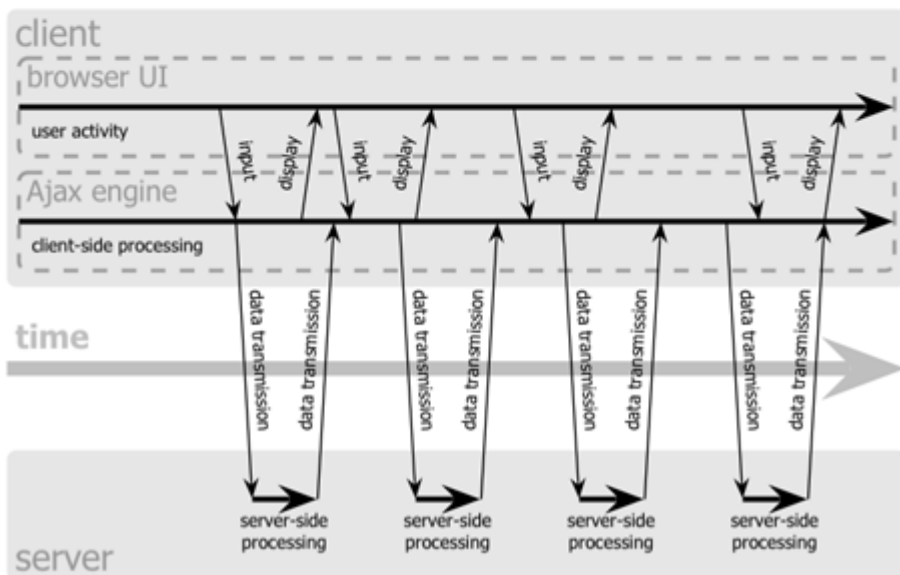 client
browser UI
user activity
input
display
input
display
input
display
input
display
Ajax engine
client-side processing
data transmission
data transmission
data transmission
data transmission
data transmission
data transmission
data transmission
data transmission
time
server-side
processing
server-side
processing
server-side
processing
server-side
processing
server